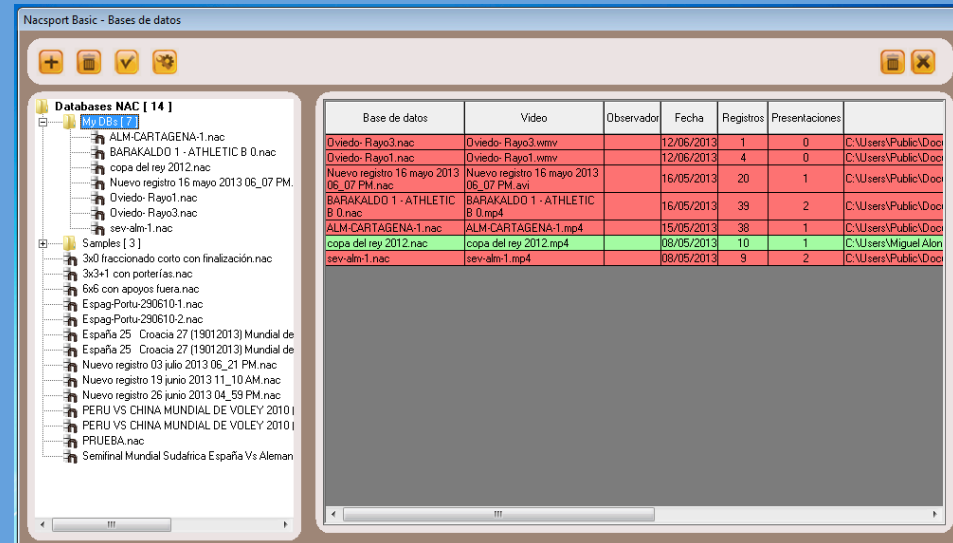 Nacsport Basic - Bases de datos
Databases NAC [ 14 ]
My DBs [ 7 ]
ALM-CARTAGENA-1.nac
BARAKALDO 1 - ATHLETIC B 0.nac
copa del rey 2012.nac
Nuevo registro 16 mayo 2013 06_07 PM.
Oviedo- Rayo1.nac
Oviedo- Rayo3.nac
sev-alm-1.nac
Samples [ 3 ]
3x0 fraccionado corto con finalización.nac
3x3+1 con porterías.nac
6x6 con apoyos fuera.nac
Espag-Portu-290610-1.nac
Espag-Portu-290610-2.nac
España 25 Croacia 27 (19012013) Mundial de
España 25 Croacia 27 (19012013) Mundial de
Nuevo registro 03 julio 2013 06_21 PM.nac
Nuevo registro 19 junio 2013 11_10 AM.nac
Nuevo registro 26 junio 2013 04_59 PM.nac
PERU VS CHINA MUNDIAL DE VOLEY 2010
PERU VS CHINA MUNDIAL DE VOLEY 2010
PRUEBA.nac
Semifinal Mundial Sudafrica España Vs Aleman
Base de datos Video Observador Fecha Registros Presentaciones
Oviedo- Rayo3.nac Oviedo- Rayo3.wmv 12/06/2013 1 0 C:\Users\Public\Docu
Oviedo- Rayo1.nac Oviedo- Rayo1.wmv 12/06/2013 4 0 C:\Users\Public\Docu
Nuevo registro 16 mayo 2013 Nuevo registro 16 mayo 2013
06_07 PM.nac 06_07 PM.avi 16/05/2013 20 1 C:\Users\Public\Docu
BARAKALDO 1 - ATHLETIC BARAKALDO 1 - ATHLETIC
B 0.nac B 0.mp4 16/05/2013 39 2 C:\Users\Public\Docu
ALM-CARTAGENA-1.nac ALM-CARTAGENA-1.mp4 15/05/2013 38 1 C:\Users\Public\Docu
copa del rey 2012.nac copa del rey 2012.mp4 08/05/2013 10 1 C:\Users\Miguel Alon
sev-alm-1.nac sev-alm-1.mp4 08/05/2013 9 2 C:\Users\Public\Docu